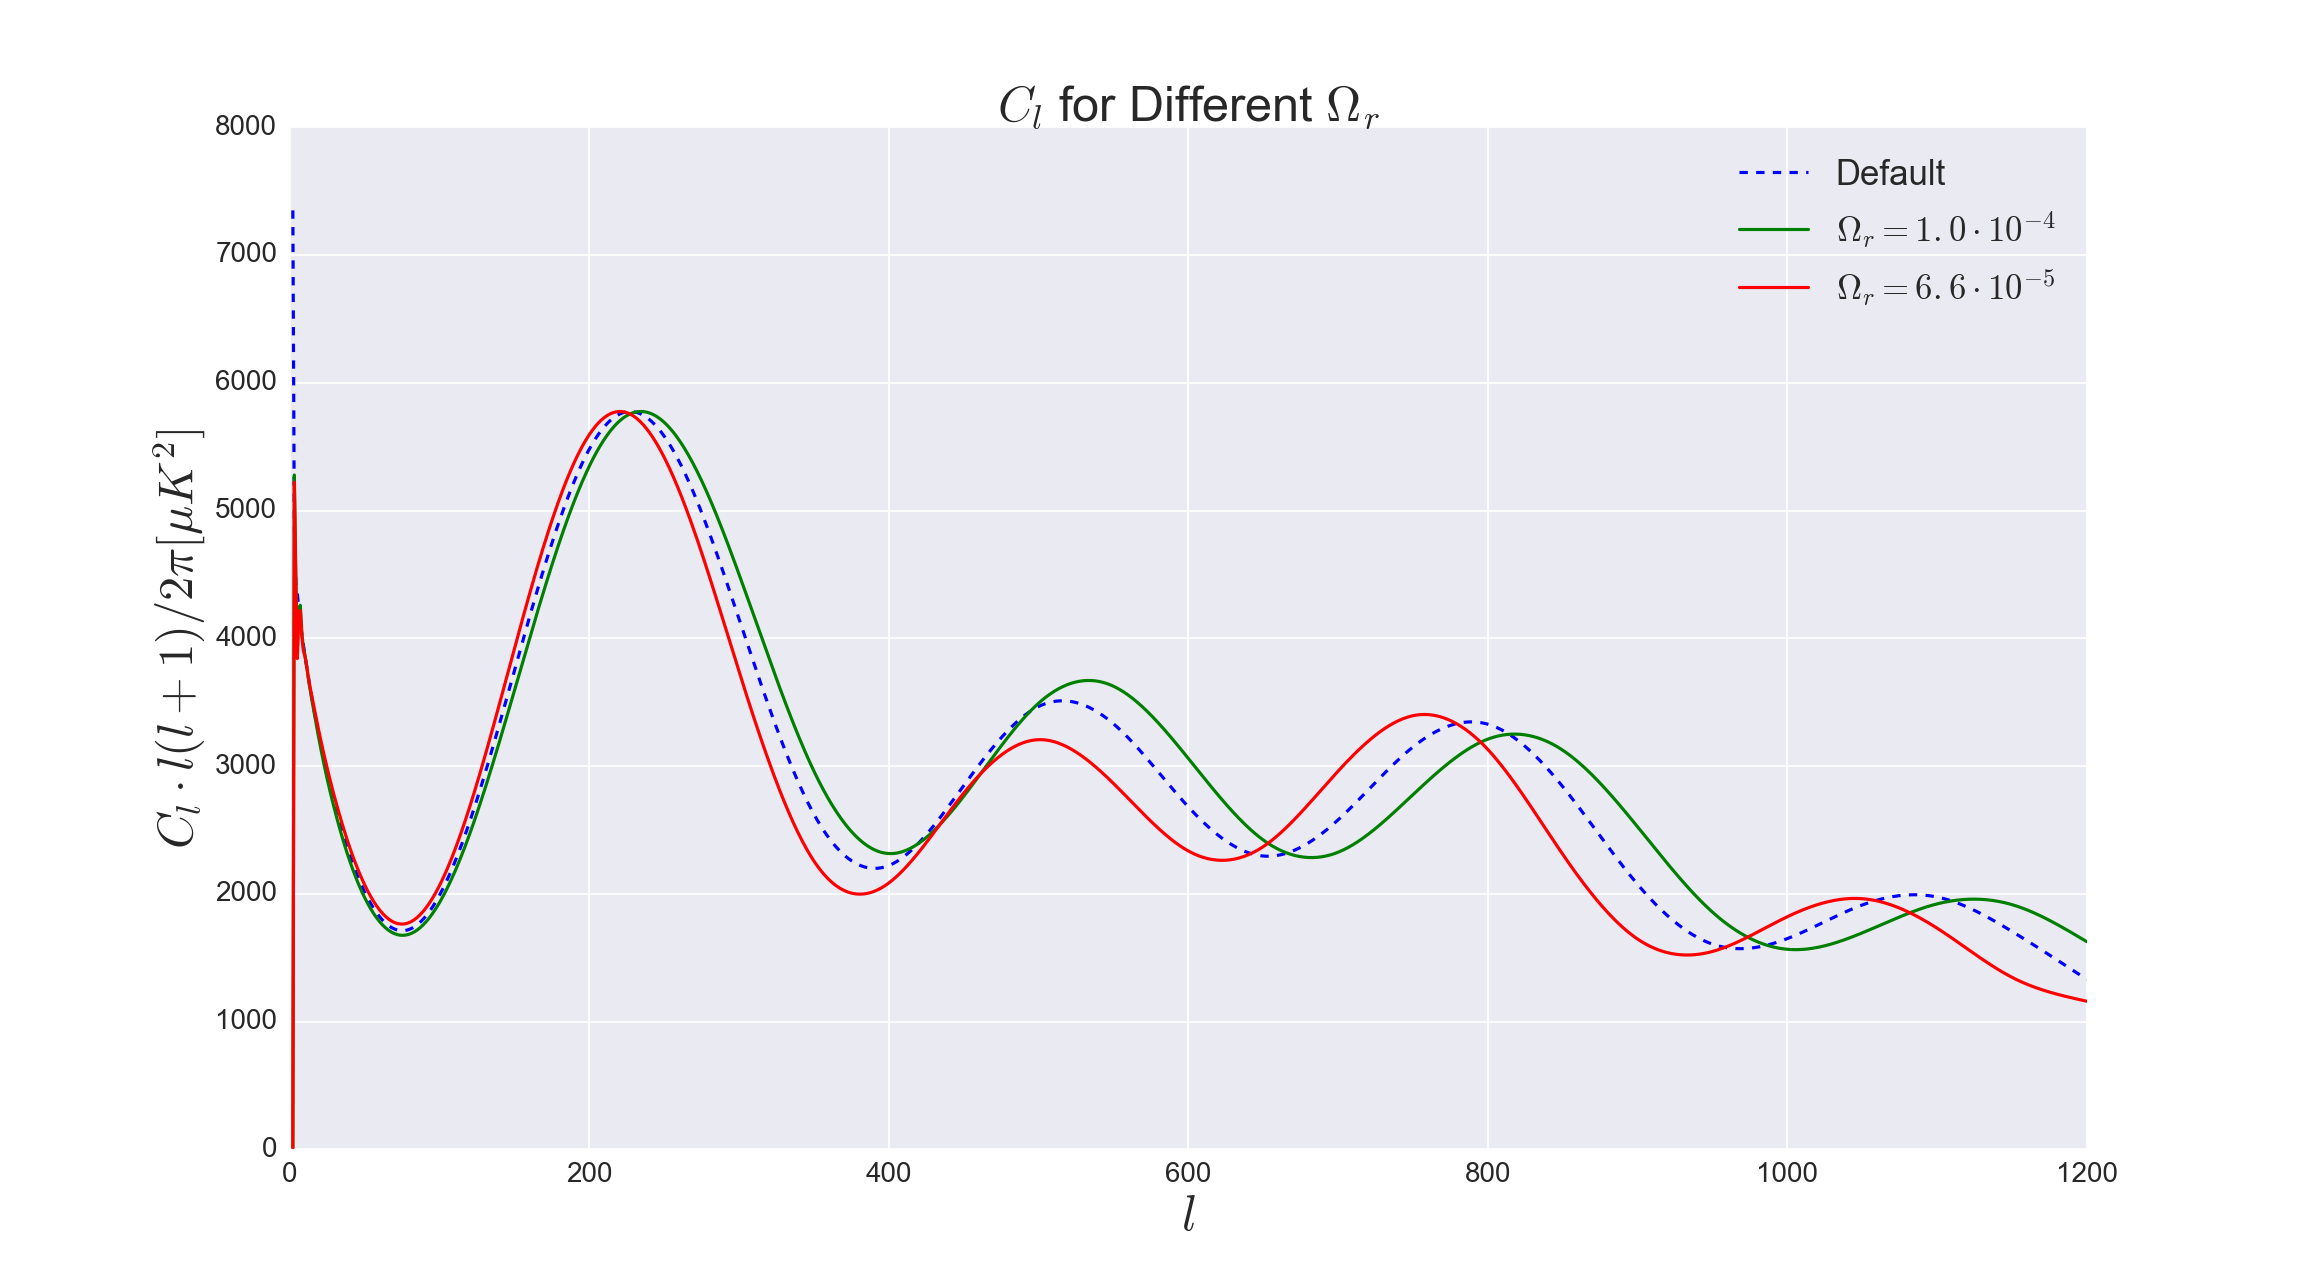 C_l for Different Ω_r
8000
7000
6000
5000
4000
3000
2000
1000
0
C_l · l(l + 1)/2π[μK^2]
Default
Ω_r = 1.0 · 10^{-4}
Ω_r = 6.6 · 10^{-5}
0 200 400 600 800 1000 1200
l